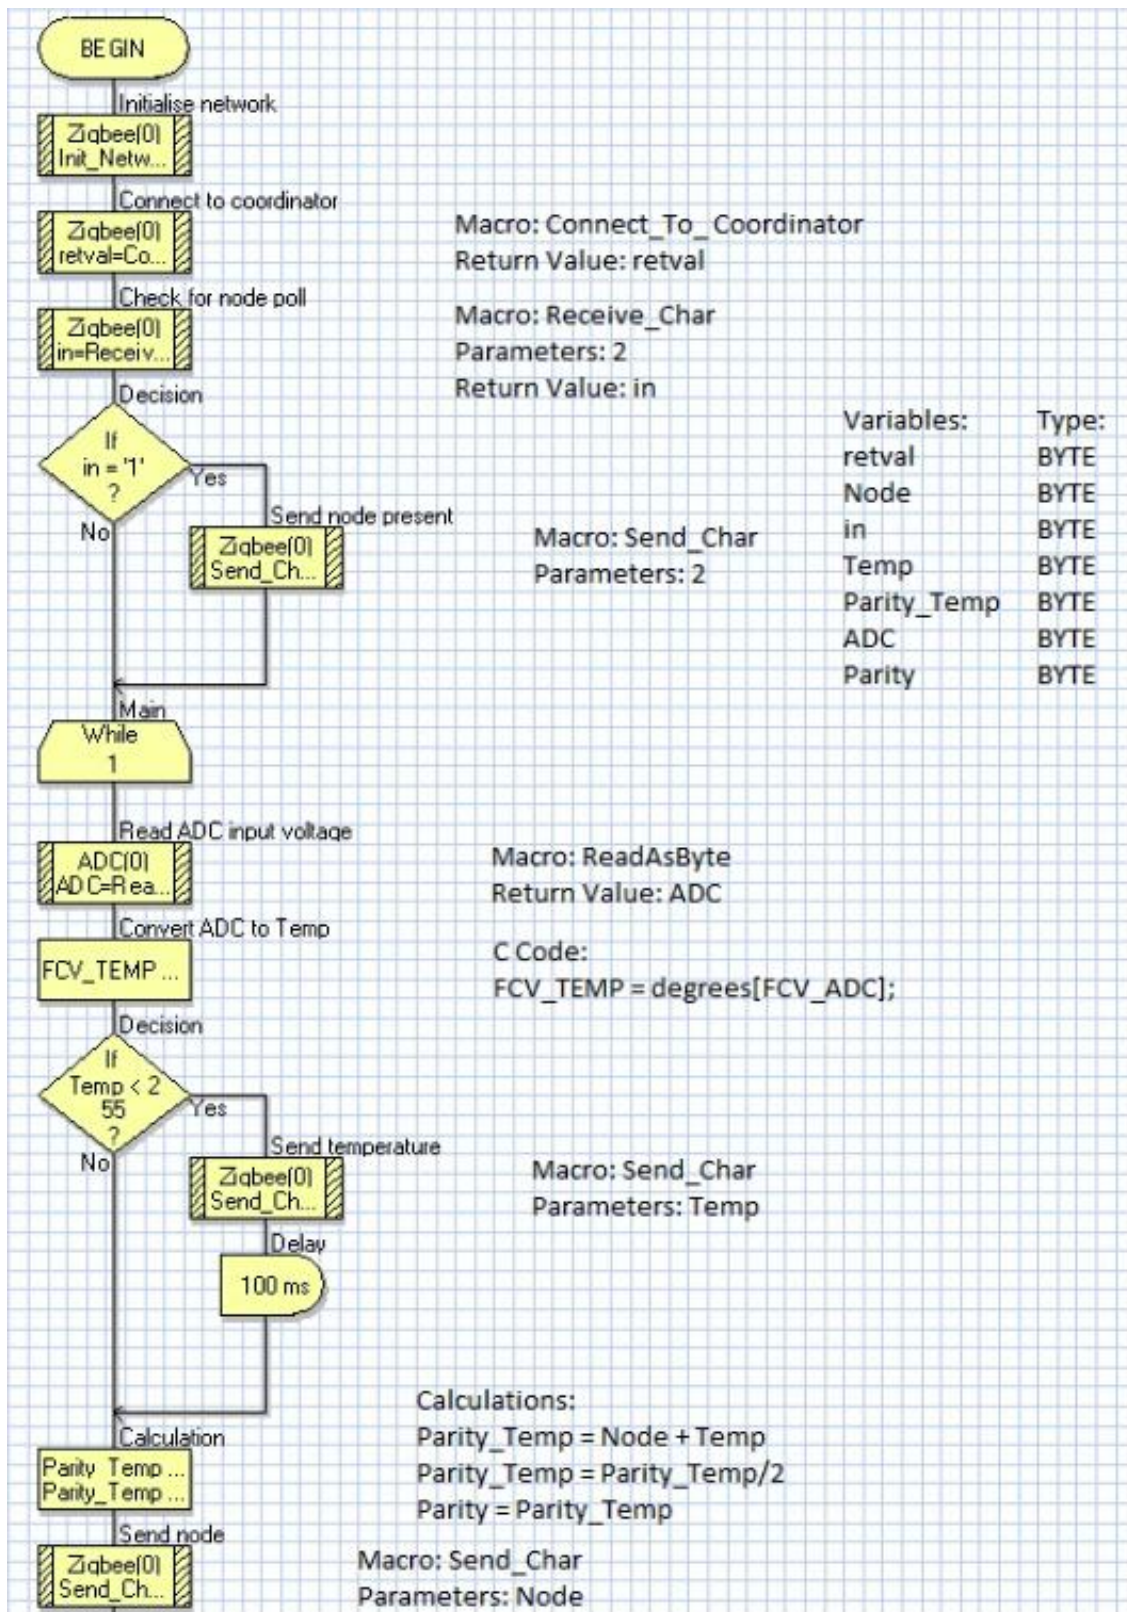 BEGIN
Initialise network
Zigbee(0)
Init_Netw...
Connect to coordinator
Zigbee(0)
retval=Co...
Macro: Connect_To_ Coordinator
Return Value: retval
Check for node poll
Zigbee(0)
in=Receiv...
Macro: Receive_Char
Parameters: 2
Return Value: in
Decision
If
in = '1'
?
Yes
No
Send node present
Zigbee(0)
Send_Ch...
Macro: Send_Char
Parameters: 2
Variables: Type:
retval BYTE
Node BYTE
in BYTE
Temp BYTE
Parity_Temp BYTE
ADC BYTE
Parity BYTE
Main
While
1
Read ADC input voltage
ADC(0)
ADC=Rea...
Macro: ReadAsByte
Return Value: ADC
Convert ADC to Temp
FCV_TEMP ...
C Code:
FCV_TEMP = degrees[FCV_ADC];
Decision
If
Temp < 2
55
?
Yes
No
Send temperature
Zigbee(0)
Send_Ch...
Macro: Send_Char
Parameters: Temp
Delay
100 ms
Calculation
Parity_Temp ...
Parity_Temp ...
Calculations:
Parity_Temp = Node + Temp
Parity_Temp = Parity_Temp/2
Parity = Parity_Temp
Send node
Zigbee(0)
Send_Ch...
Macro: Send_Char
Parameters: Node